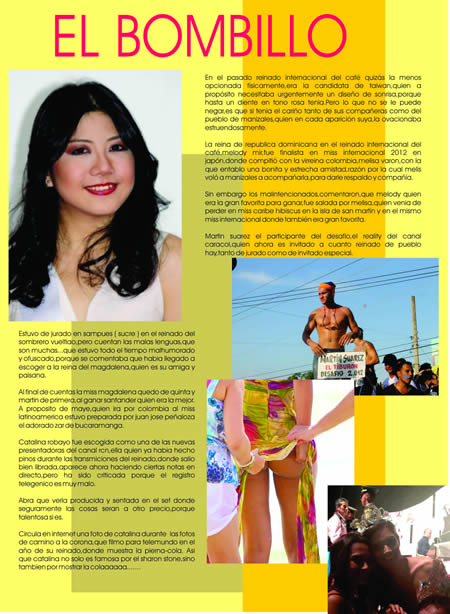 EL BOMBILLO
En el pasado reinado internacional del café quizás la menos
opcionada fisicamente,era la candidata de taiwan,quien a
propósito necesitaba urgentemente un diseño de sonrisa,porque
hasta un diente en tono rosa tenia.Pero lo que no se le puede
negar,es que si tenia el cariño tanto de sus compañeras como del
pueblo de manizales,quien en cada aparición suya,la ovacionaba
estruendosamente.
La reina de republica dominicana en el reinado internacional del
café,melody mir,fue finalista en miss internacional 2012 en
japón,donde compitió con la virreina colombia,melisa varon,con la
que entablo una bonita y estrecha amistad,razón por la cual melis
voló a manizales a acompañarla,para darle respaldo y compañía.
Sin embargo los malintencionados,comentaron,que melody quien
era la gran favorita para ganar,fue salada por melisa,quien venia de
perder en miss caribe hibiscus en la isla de san martin y en el mismo
miss internacional donde también era gran favorita.
Martin suarez el participante del desafio,el reality del canal
caracol,quien ahora es invitado a cuanto reinado de pueblo
hay,tanto de jurado como de invitado especial.
MARTIN SUAREZ
EL TIBURON
DESAFIO 2.012
Estuvo de jurado en sampues ( sucre ) en el reinado del
sombrero vueltiao,pero cuentan las malas lenguas,que
son muchas...que estuvo todo el tiempo malhumorado
y ofuscado,porque se comentaba que había llegado a
escoger a la reina del magdalena,quien es su amiga y
paisana.
Al final de cuentas la miss magdalena quedo de quinta y
martin de primera,al ganar santander quien era la mejor.
A proposito de maye,quien ira por colombia al miss
latinoamerica estuvo preparada por juan jose peñaloza
el adorado zar de bucaramanga.
Catalina robayo fue escogida como una de las nuevas
presentadoras del canal rcn,ella quien ya había hecho
pinos durante las transmiciones del reinado,donde salio
bien librada,aparece ahora haciendo ciertas notas en
directo,pero ha sido criticada porque el registro
telegenico es muy malo.
Abra que verla producida y sentada en el set donde
seguramente las cosas seran a otro precio,porque
talentosa si es.
Circula en internet una foto de catalina durante las fotos
de camino a la corona,que filmo para telemundo en el
año de su reinado,donde muestra la pierna-cola. Asi
que catalina no solo es famosa por el sharon stone,sino
tambien por mostrar la colaaaaaa.......